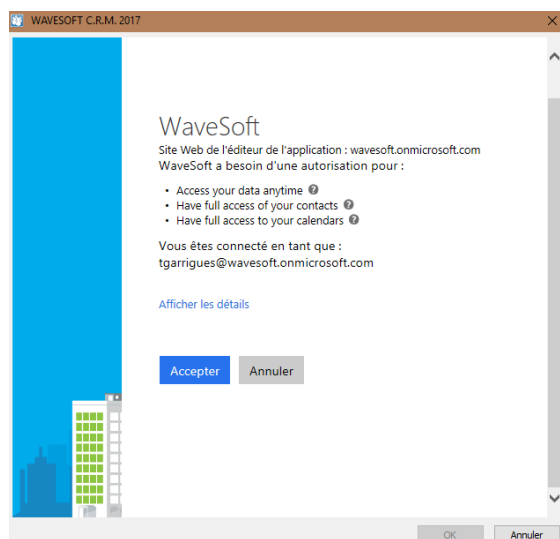 WAVESOFT C.R.M. 2017
WaveSoft
Site Web de l'éditeur de l'application : wavesoft.onmicrosoft.com
WaveSoft a besoin d'une autorisation pour :
• Access your data anytime ?
• Have full access of your contacts ?
• Have full access to your calendars ?
Vous êtes connecté en tant que :
tgarrigues@wavesoft.onmicrosoft.com
Afficher les détails
Accepter Annuler
OK Annuler